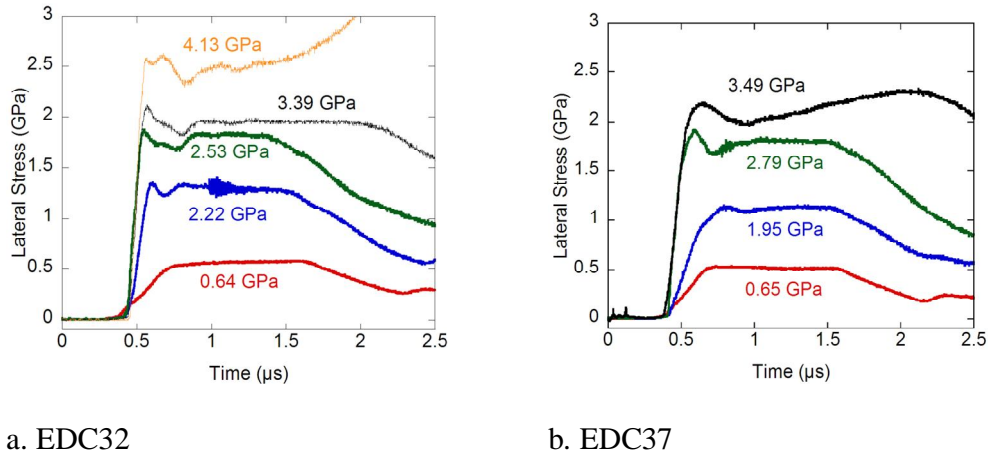 3
2.5
2
1.5
1
0.5
0
Lateral Stress (GPa)
4.13 GPa
3.39 GPa
2.53 GPa
2.22 GPa
0.64 GPa
0 0.5 1 1.5 2 2.5
Time (µs)
3
2.5
2
1.5
1
0.5
0
Lateral Stress (GPa)
3.49 GPa
2.79 GPa
1.95 GPa
0.65 GPa
0 0.5 1 1.5 2 2.5
Time (µs)
a. EDC32
b. EDC37